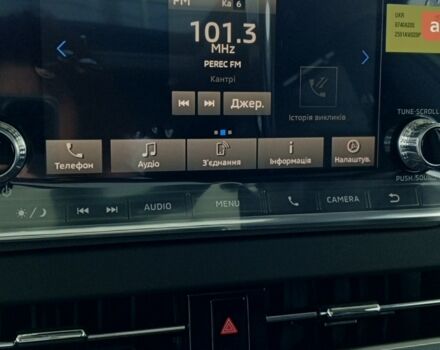 FM
Ка 6
101.3
MHz
PEREC FM
Кантрі
Джер.
Історія викликів
UKR
TUNE-SCROLL
Телефон
Аудіо
З'єднання
Інформація
Налаштув.
PUSH
AUDIO
MENU
CAMERA